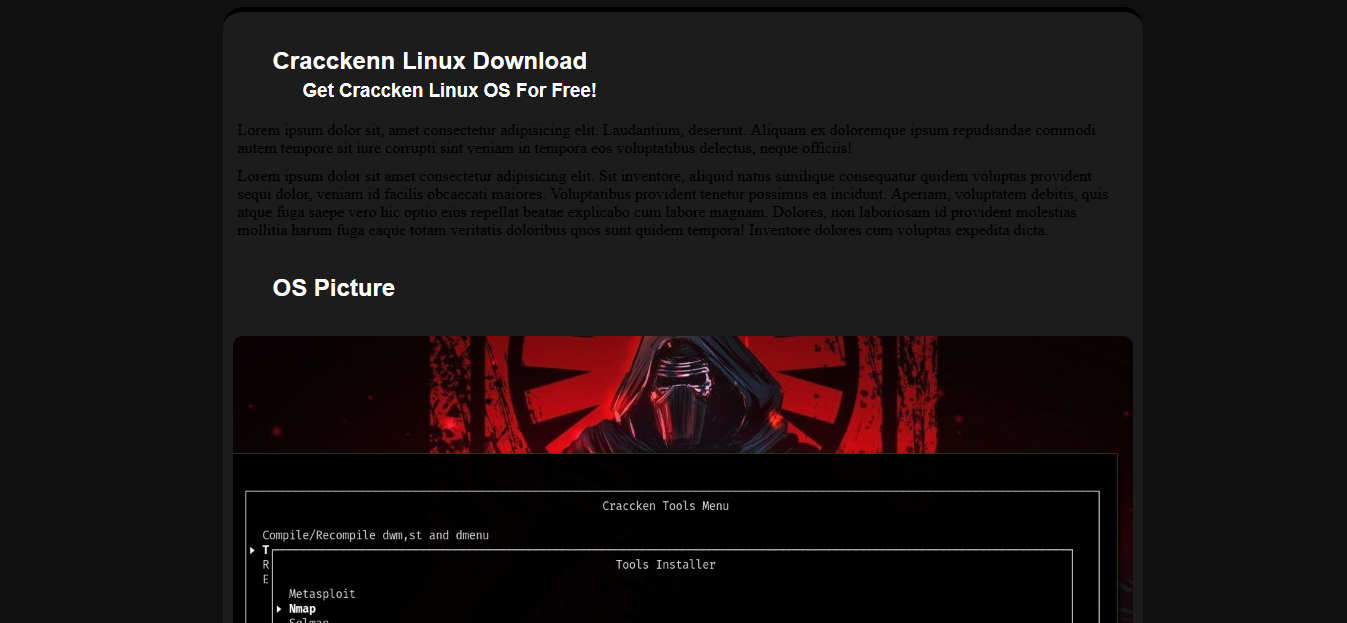 Cracckenn Linux Download
Get Craccken Linux OS For Free!
Lorem ipsum dolor sit, amet consectetur adipisicing elit. Laudantium, deserunt. Aliquam ex doloremque ipsum repudiandae commodi
autem tempore sit iure corrupti sint veniam in tempora eos voluptatibus delectus, neque officiis!
Lorem ipsum dolor sit amet consectetur adipisicing elit. Sit inventore, aliquid natus similique consequatur quidem voluptas provident
sequi dolor, veniam id facilis obcaecati maiores. Voluptatibus provident tenetur possimus ea incidunt. Aperiam, voluptatem debitis, quis
atque fuga saepe vero hic optio eius repellat beatae explicabo cum labore magnam. Dolores, non laboriosam id provident molestias
mollitia harum fuga eaque totam veritatis doloribus quos sunt quidem tempora! Inventore dolores cum voluptas expedita dicta.
OS Picture
Craccken Tools Menu
Compile/Recompile dwm,st and dmenu
T
Tools Installer
R
E
Metasploit
Nmap
Sqlmap